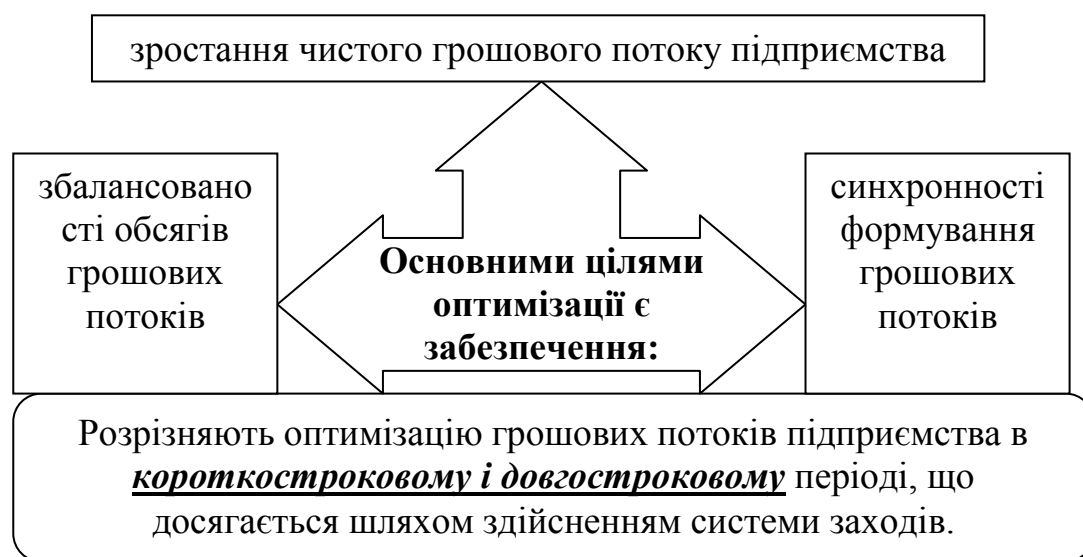 зростання чистого грошового потоку підприємства
збалансовано
сті обсягів
грошових
потоків
Основними цілями
оптимізації є
забезпечення:
синхронності
формування
грошових
потоків
Розрізняють оптимізацію грошових потоків підприємства в
короткостроковому і довгостроковому періоді, що
досягається шляхом здійсненням системи заходів.